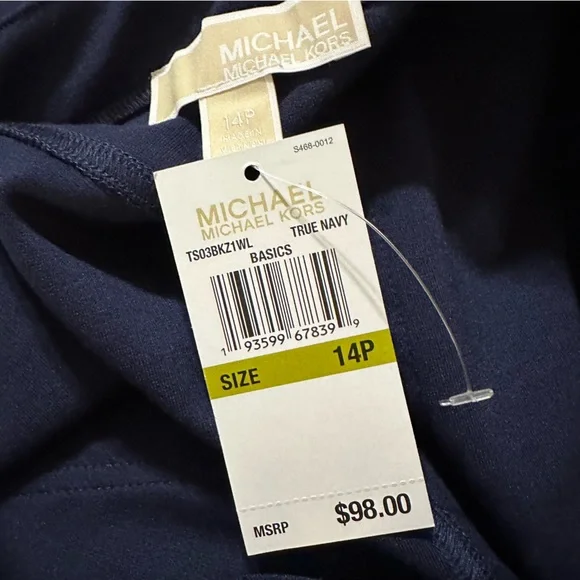 MICHAEL
MICHAEL KORS
14P
S468-0012
MICHAEL
MICHAEL KORS
TS03BKZ1WL TRUE NAVY
BASICS
1 93599 67839 9
SIZE 14P
MSRP $98.00